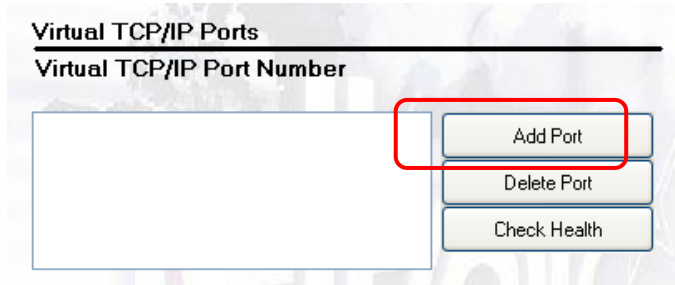 Virtual TCP/IP Ports
Virtual TCP/IP Port Number
Add Port
Delete Port
Check Health